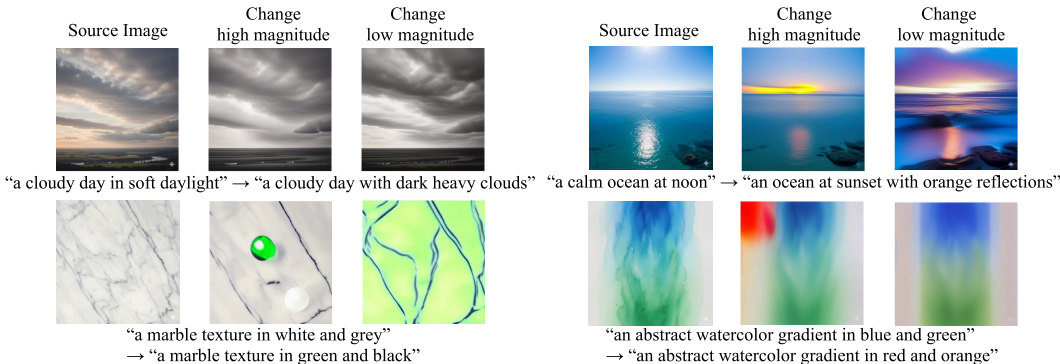 Source Image
Change
high magnitude
Change
low magnitude
“a cloudy day in soft daylight” → “a cloudy day with dark heavy clouds”
“a marble texture in white and grey”
→ “a marble texture in green and black”
Source Image
Change
high magnitude
Change
low magnitude
“a calm ocean at noon” → “an ocean at sunset with orange reflections”
“an abstract watercolor gradient in blue and green”
→ “an abstract watercolor gradient in red and orange”